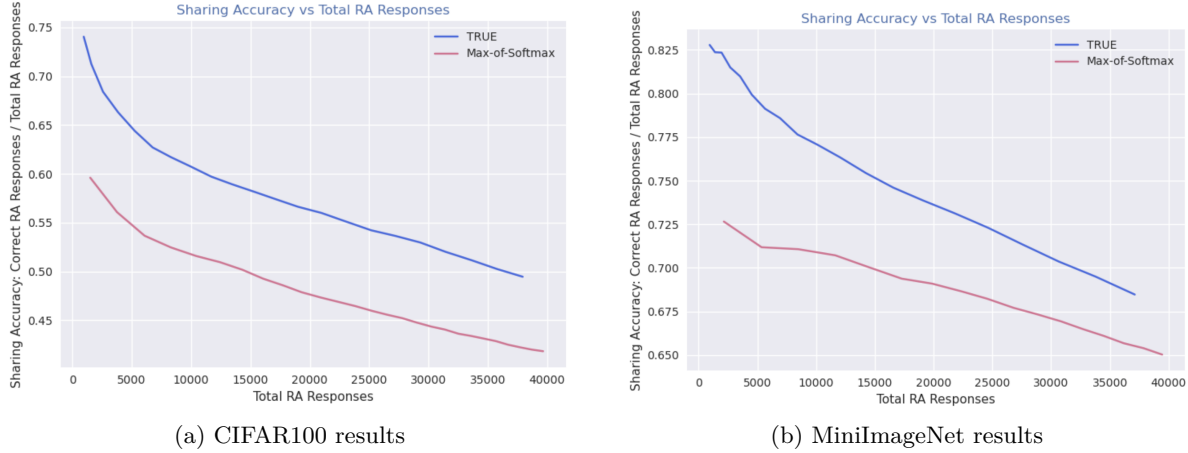 Sharing Accuracy vs Total RA Responses
Sharing Accuracy: Correct RA Responses / Total RA Responses
0.75
0.70
0.65
0.60
0.55
0.50
0.45
TRUE
Max-of-Softmax
0 5000 10000 15000 20000 25000 30000 35000 40000
Total RA Responses
(a) CIFAR100 results
Sharing Accuracy vs Total RA Responses
Sharing Accuracy: Correct RA Responses / Total RA Responses
0.825
0.800
0.775
0.750
0.725
0.700
0.675
0.650
TRUE
Max-of-Softmax
0 5000 10000 15000 20000 25000 30000 35000 40000
Total RA Responses
(b) MiniImageNet results